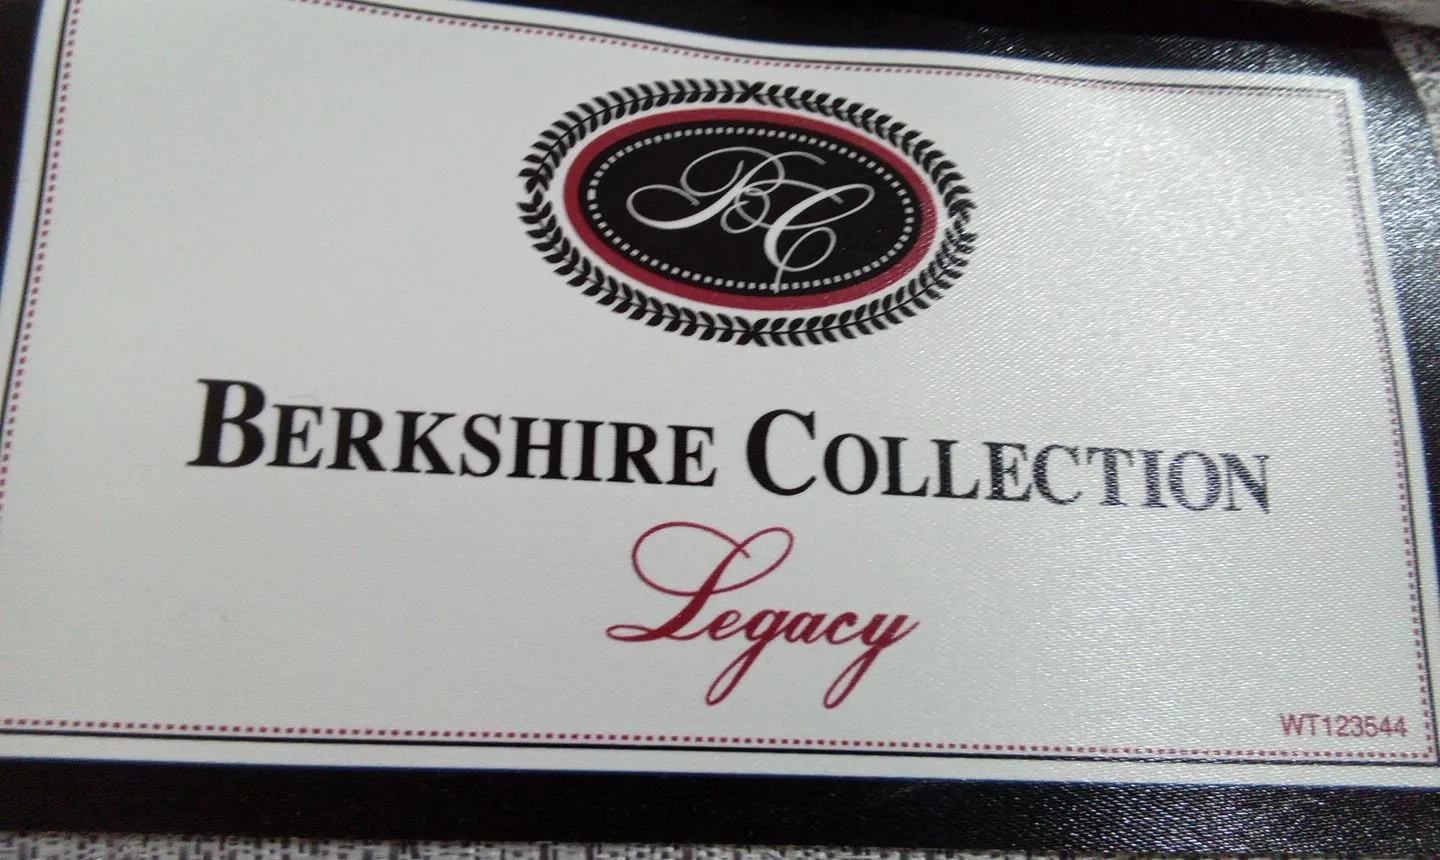 BC
BERKSHIRE COLLECTION
Legacy
WT123544